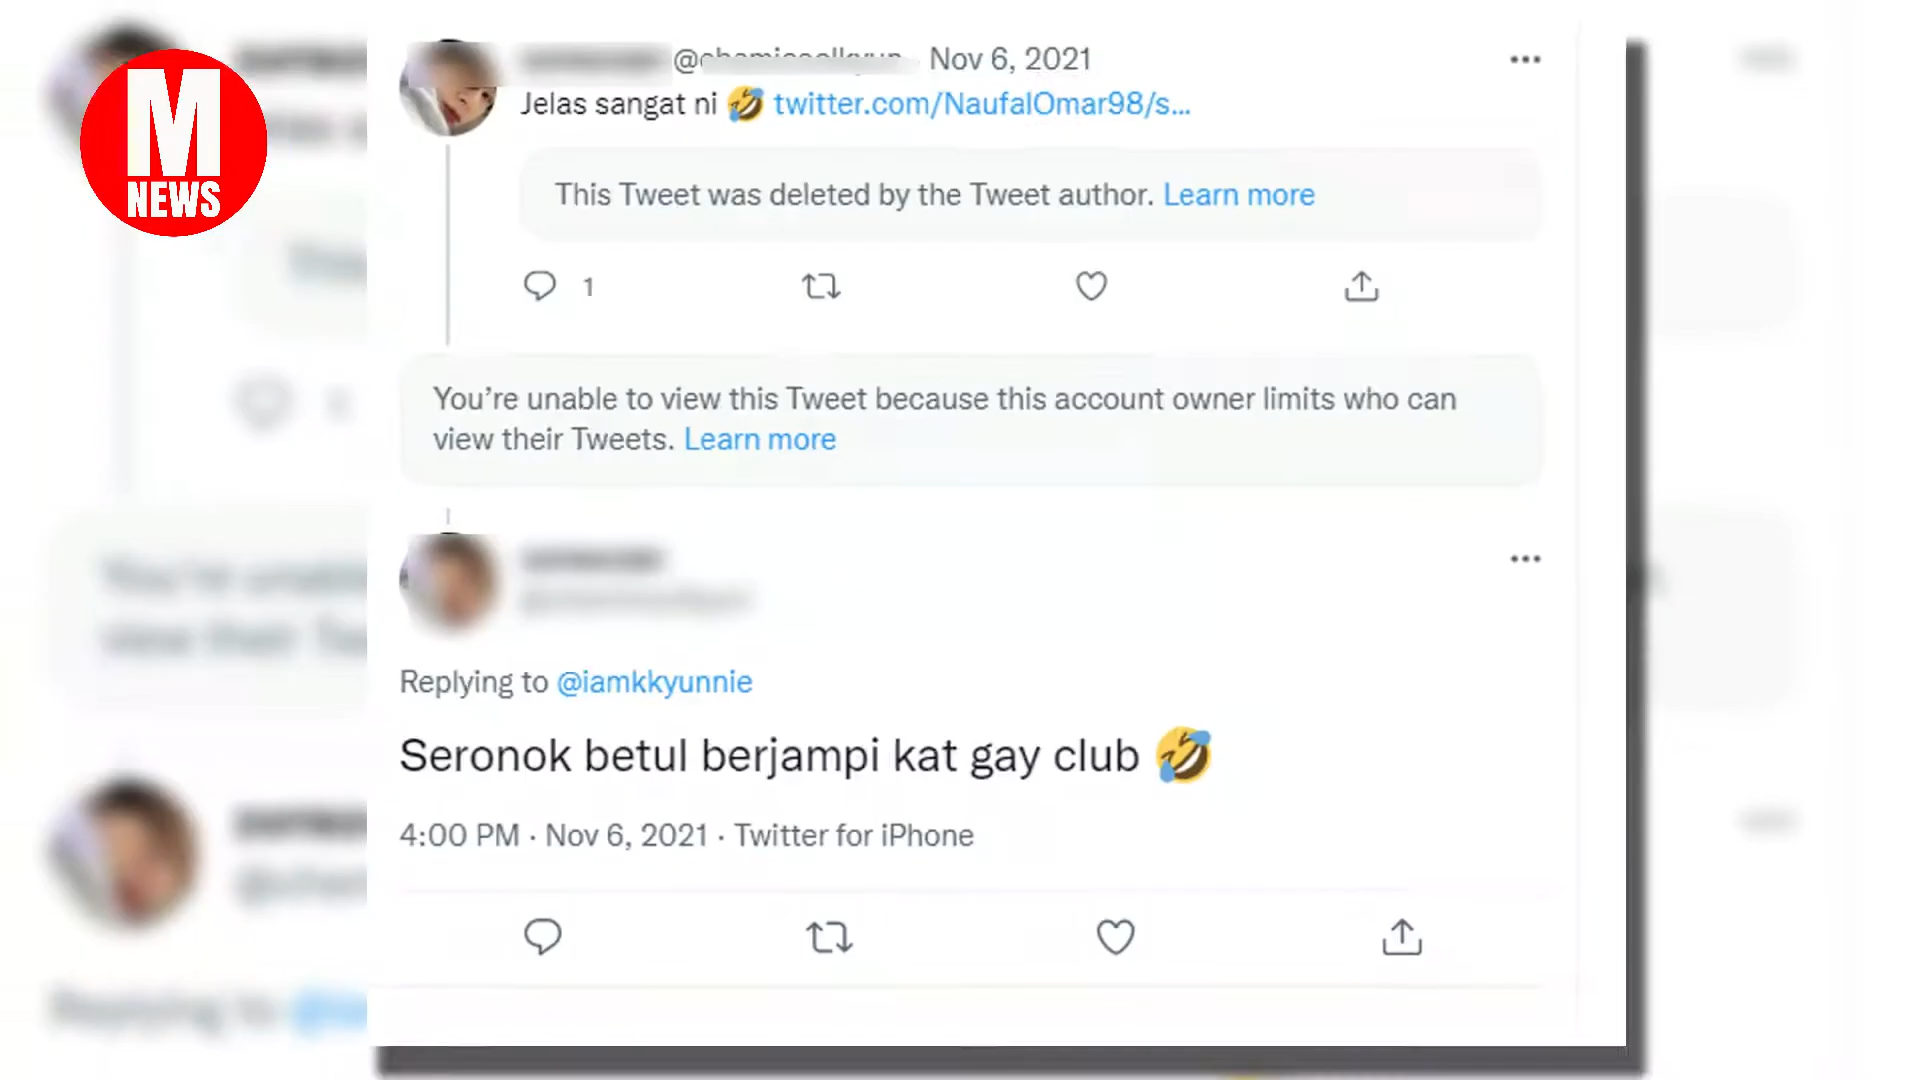 M
NEWS
Nov 6, 2021
Jelas sangat ni 🤣 twitter.com/NaufalOmar98/s...
This Tweet was deleted by the Tweet author. Learn more
1
You're unable to view this Tweet because this account owner limits who can
view their Tweets. Learn more
Replying to @iamkkyunnie
Seronok betul berjampi kat gay club 🤣
4:00 PM · Nov 6, 2021 · Twitter for iPhone